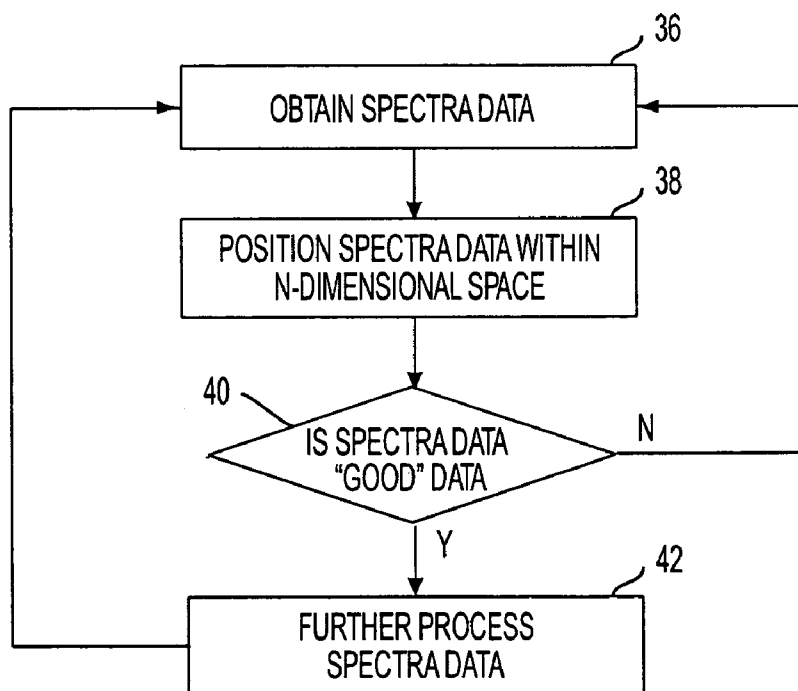 36
OBTAIN SPECTRA DATA
38
POSITION SPECTRA DATA WITHIN
N-DIMENSIONAL SPACE
40
IS SPECTRA DATA
“GOOD” DATA
N
Y
42
FURTHER PROCESS
SPECTRA DATA